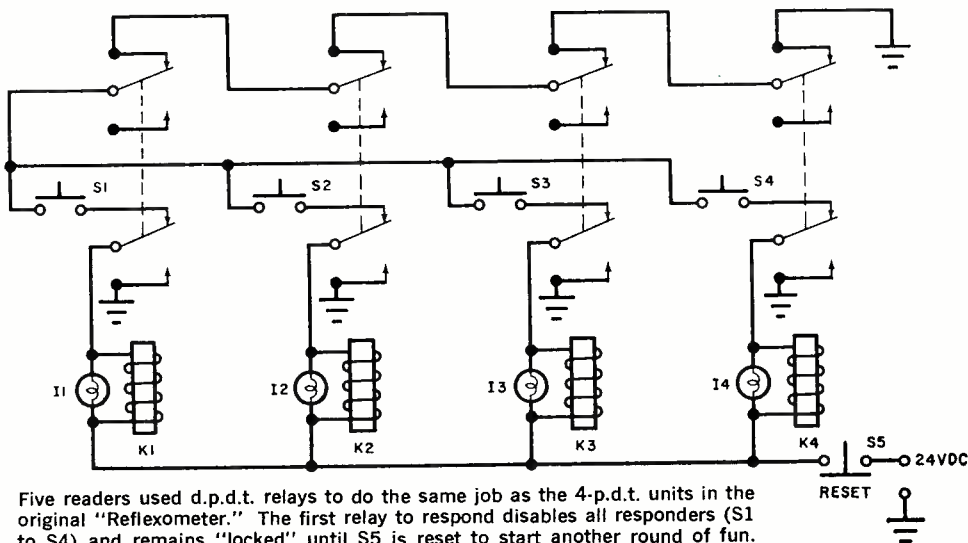 S1
S2
S3
S4
I1
K1
I2
K2
I3
K3
I4
K4
S5
24VDC
RESET
Five readers used d.p.d.t. relays to do the same job as the 4-p.d.t. units in the
original "Reflexometer." The first relay to respond disables all responders (S1
to S4) and remains "locked" until S5 is reset to start another round of fun.